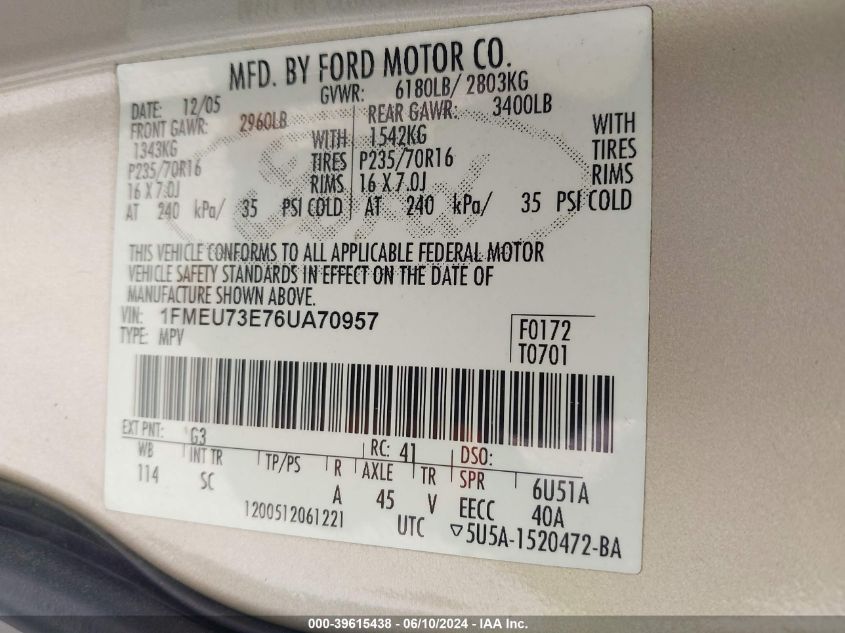 MFD. BY FORD MOTOR CO.
DATE: 12/05 GVWR: 6180LB/ 2803KG
FRONT GAWR: 2960LB REAR GAWR: 3400LB
1343KG WITH 1542KG WITH
P235/70R16 TIRES P235/70R16 TIRES
16 X 7.0J RIMS 16 X 7.0J RIMS
AT 240 kPa/ 35 PSI COLD AT 240 kPa/ 35 PSI COLD
THIS VEHICLE CONFORMS TO ALL APPLICABLE FEDERAL MOTOR
VEHICLE SAFETY STANDARDS IN EFFECT ON THE DATE OF
MANUFACTURE SHOWN ABOVE.
VIN: 1FMEU73E76UA70957 F0172
TYPE: MPV T0701
EXT PNT: G3 RC: 41 DSO:
WB INT TR TP/PS R AXLE TR SPR 6U51A
114 SC A 45 V EECC 40A
1200512061221 UTC ▽5U5A-1520472-BA
000-39615438 - 06/10/2024 - IAA Inc.